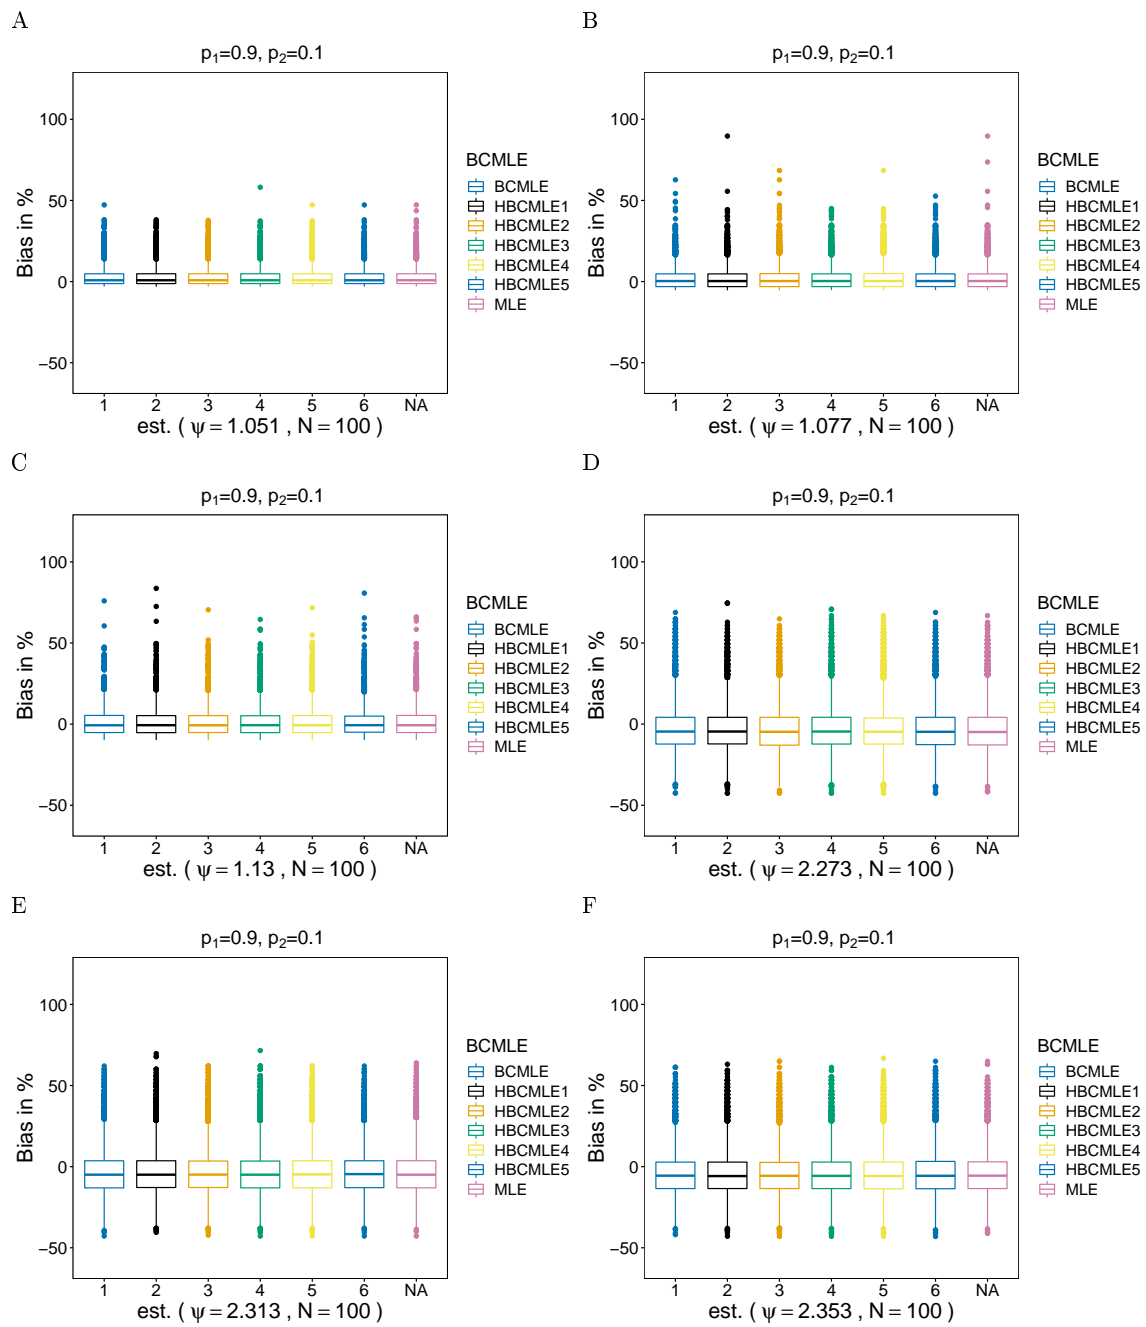 A
p1=0.9, p2=0.1
Bias in %
100
50
0
−50
1 2 3 4 5 6 NA
est. ( ψ = 1.051 , N = 100 )
BCMLE
BCMLE
HBCMLE1
HBCMLE2
HBCMLE3
HBCMLE4
HBCMLE5
MLE
B
p1=0.9, p2=0.1
Bias in %
100
50
0
−50
1 2 3 4 5 6 NA
est. ( ψ = 1.077 , N = 100 )
BCMLE
BCMLE
HBCMLE1
HBCMLE2
HBCMLE3
HBCMLE4
HBCMLE5
MLE
C
p1=0.9, p2=0.1
Bias in %
100
50
0
−50
1 2 3 4 5 6 NA
est. ( ψ = 1.13 , N = 100 )
BCMLE
BCMLE
HBCMLE1
HBCMLE2
HBCMLE3
HBCMLE4
HBCMLE5
MLE
D
p1=0.9, p2=0.1
Bias in %
100
50
0
−50
1 2 3 4 5 6 NA
est. ( ψ = 2.273 , N = 100 )
BCMLE
BCMLE
HBCMLE1
HBCMLE2
HBCMLE3
HBCMLE4
HBCMLE5
MLE
E
p1=0.9, p2=0.1
Bias in %
100
50
0
−50
1 2 3 4 5 6 NA
est. ( ψ = 2.313 , N = 100 )
BCMLE
BCMLE
HBCMLE1
HBCMLE2
HBCMLE3
HBCMLE4
HBCMLE5
MLE
F
p1=0.9, p2=0.1
Bias in %
100
50
0
−50
1 2 3 4 5 6 NA
est. ( ψ = 2.353 , N = 100 )
BCMLE
BCMLE
HBCMLE1
HBCMLE2
HBCMLE3
HBCMLE4
HBCMLE5
MLE